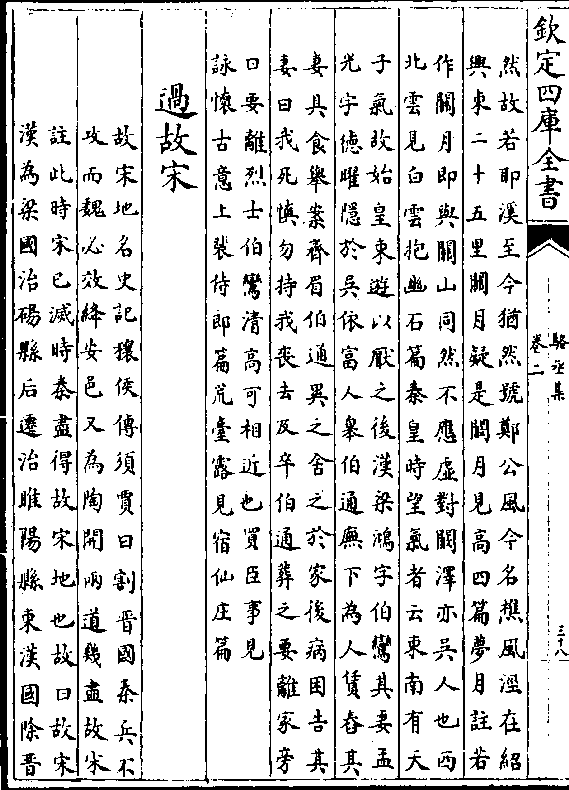 欽定四庫全書
駱丞集
卷二
三十八
然故若耶溪至今猶然號鄭公風今名樵風涇在紹
興東二十五里關月疑是關月見高四篇夢月註若
作關月即與關山同然不應虛對關澤亦吳人也西
北雲見白雲抱幽石篇秦皇時望氣者云東南有天
子氣故始皇東遊以厭之後漢梁鴻字伯鸞其妻孟
光字德曜隱於吳依富人皋伯通廡下為人賃舂其
妻具食舉案齊眉伯通異之舍之於家後病困告其
妻曰我死慎勿持我喪去及卒伯通葬之要離冢旁
曰要離烈士伯鸞清高可相近也買臣事見
詠懷古意上裴侍郎篇荒臺露見宿仙庄篇
過故宋
故宋地名史記穰侯傳須賈曰割晉國秦兵不
攻而魏必效絳安邑又為陶開兩道幾盡故宋
註此時宋已滅時秦盡得故宋地也故曰故宋
漢為梁國治碭縣后遷治睢陽縣東漢國除晉